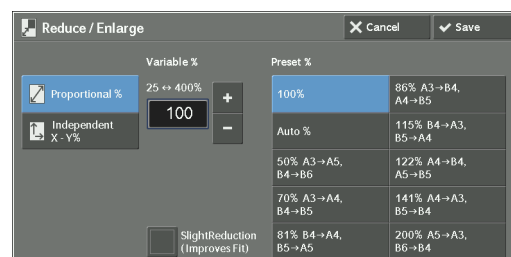 Reduce / Enlarge
Cancel
Save
Variable %
Preset %
Proportional %
25 ↔ 400%
100
+
−
Independent
X - Y%
100%
86% A3→B4,
A4→B5
Auto %
115% B4→A3,
B5→A4
50% A3→A5,
B4→B6
122% A4→B4,
A5→B5
70% A3→A4,
B4→B5
141% A4→A3,
B5→B4
81% B4→A4,
B5→A5
200% A5→A3,
B6→B4
SlightReduction
(Improves Fit)